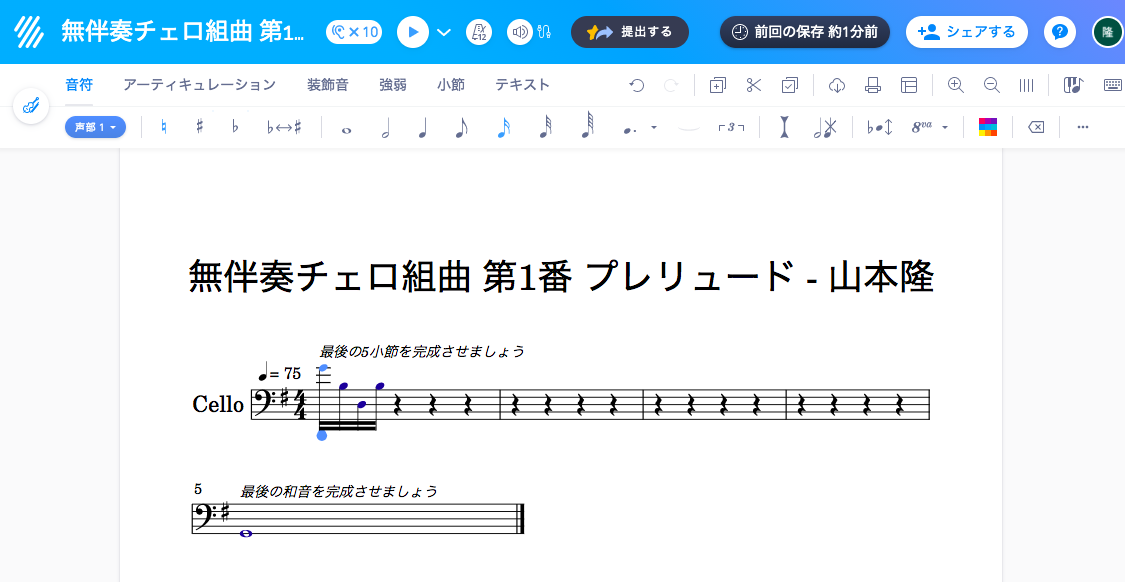 無伴奏チェロ組曲 第1...
× 10
12
提出する
前回の保存 約1分前
シェアする
?
隆
音符
アーティキュレーション
装飾音
強弱
小節
テキスト
声部 1
3
8va
無伴奏チェロ組曲 第1番 プレリュード - 山本隆
最後の5小節を完成させましょう
= 75
Cello
4
4
5
最後の和音を完成させましょう